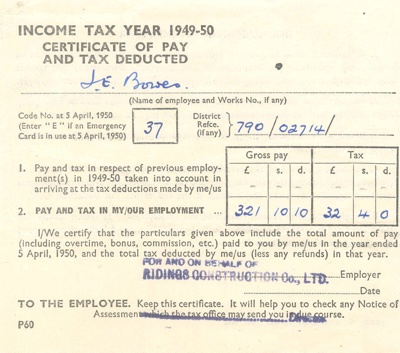 INCOME TAX YEAR 1949-50
CERTIFICATE OF PAY
AND TAX DEDUCTED
J.E. Bowes.
(Name of employee and Works No., if any)
Code No. at 5 April, 1950
(Enter "E" if an Emergency
Card is in use at 5 April, 1950)
37
District
Refce.
(if any)
790/02714/
Gross pay Tax
£ s. d. £ s. d.
1. Pay and tax in respect of previous employ-
ment(s) in 1949-50 taken into account in
arriving at the tax deductions made by me/us
– – – – – –
2. PAY AND TAX IN MY/OUR EMPLOYMENT ... 321 10 10 32 4 0
I/We certify that the particulars given above include the total amount of pay
(including overtime, bonus, commission, etc.) paid to you by me/us in the year ended
5 April, 1950, and the total tax deducted by me/us (less any refunds) in that year.
FOR AND ON BEHALF OF
RIDINGS CONSTRUCTION Co., LTD. Employer
Date
TO THE EMPLOYEE. Keep this certificate. It will help you to check any Notice of
Assessment which the tax office may send you in due course.
P60